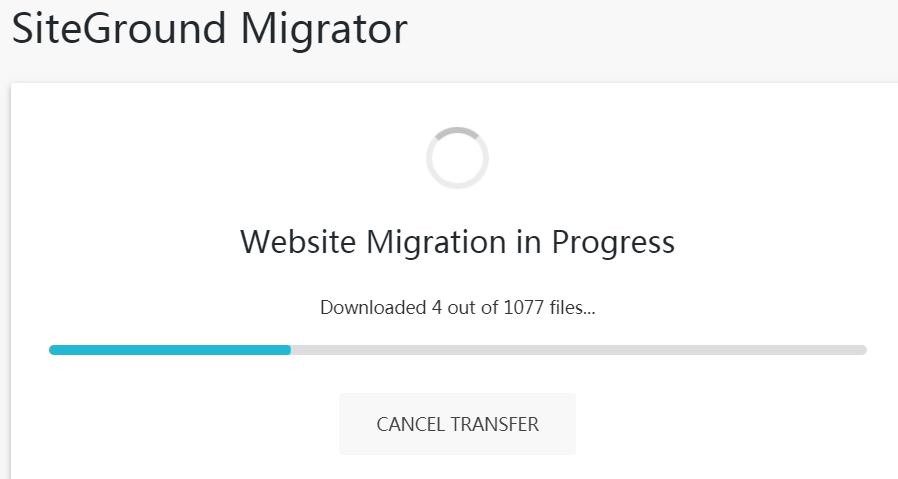 SiteGround Migrator
Website Migration in Progress
Downloaded 4 out of 1077 files...
CANCEL TRANSFER